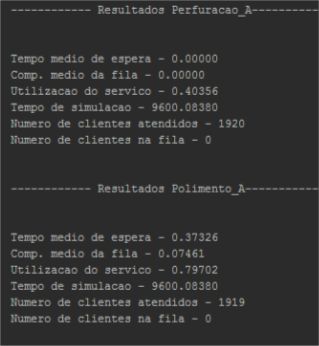 ------------ Resultados Perfuracao_A-----------
Tempo medio de espera - 0.00000
Comp. medio da fila - 0.00000
Utilizacao do servico - 0.40356
Tempo de simulacao - 9600.08380
Numero de clientes atendidos - 1920
Numero de clientes na fila - 0
------------ Resultados Polimento_A-----------
Tempo medio de espera - 0.37326
Comp. medio da fila - 0.07461
Utilizacao do servico - 0.79702
Tempo de simulacao - 9600.08380
Numero de clientes atendidos - 1919
Numero de clientes na fila - 0